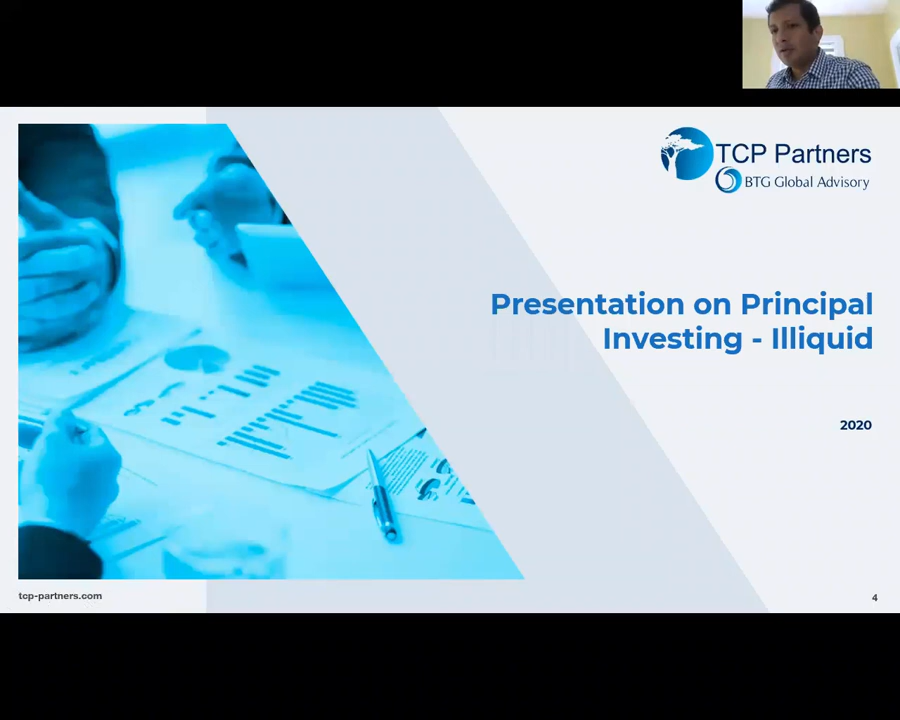 TCP Partners
BTG Global Advisory
Presentation on Principal
Investing - Illiquid
2020
tcp-partners.com
4